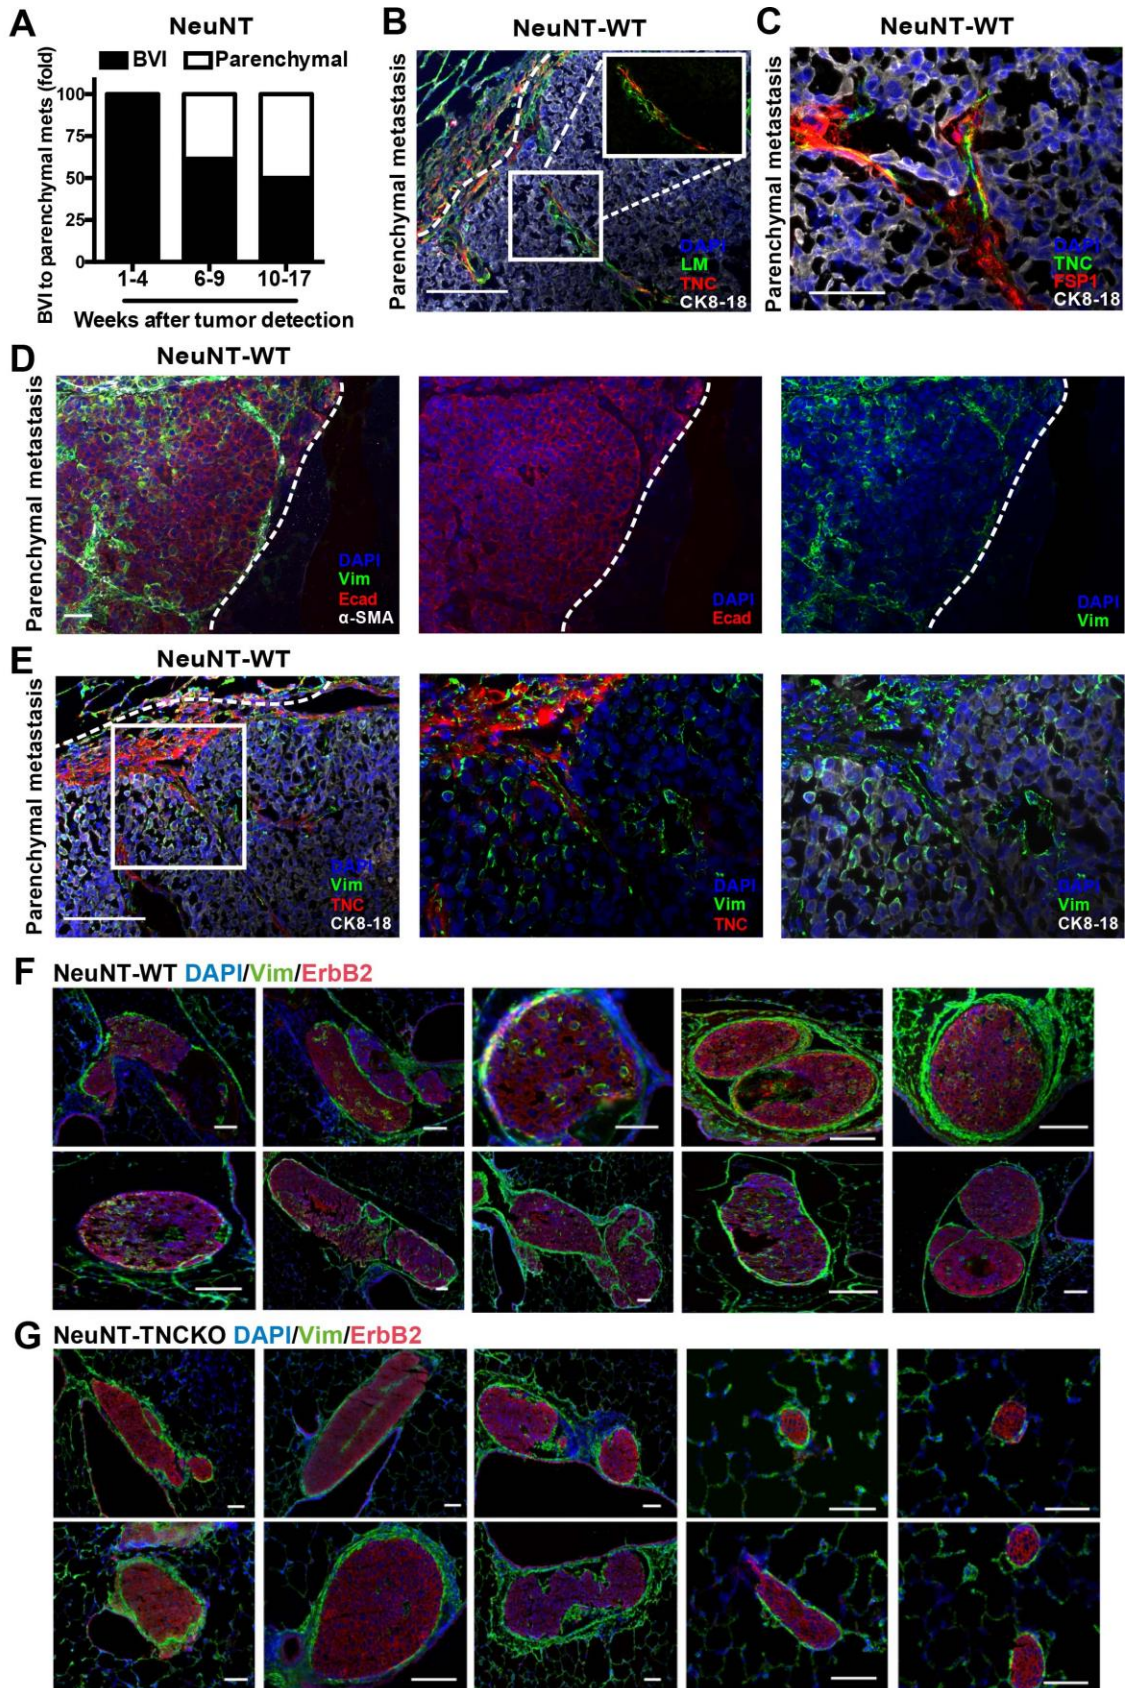 A
NeuNT
BVI
Parenchymal
BVI to parenchymal mets (fold)
100
75
50
25
0
1-4
6-9
10-17
Weeks after tumor detection
B
NeuNT-WT
Parenchymal metastasis
DAPI
LM
TNC
CK8-18
C
NeuNT-WT
Parenchymal metastasis
DAPI
TNC
FSP1
CK8-18
D
NeuNT-WT
Parenchymal metastasis
DAPI
Vim
Ecad
α-SMA
DAPI
Ecad
DAPI
Vim
E
NeuNT-WT
Parenchymal metastasis
DAPI
Vim
TNC
CK8-18
DAPI
Vim
TNC
DAPI
Vim
CK8-18
F
NeuNT-WT DAPI/Vim/ErbB2
G
NeuNT-TNCKO DAPI/Vim/ErbB2